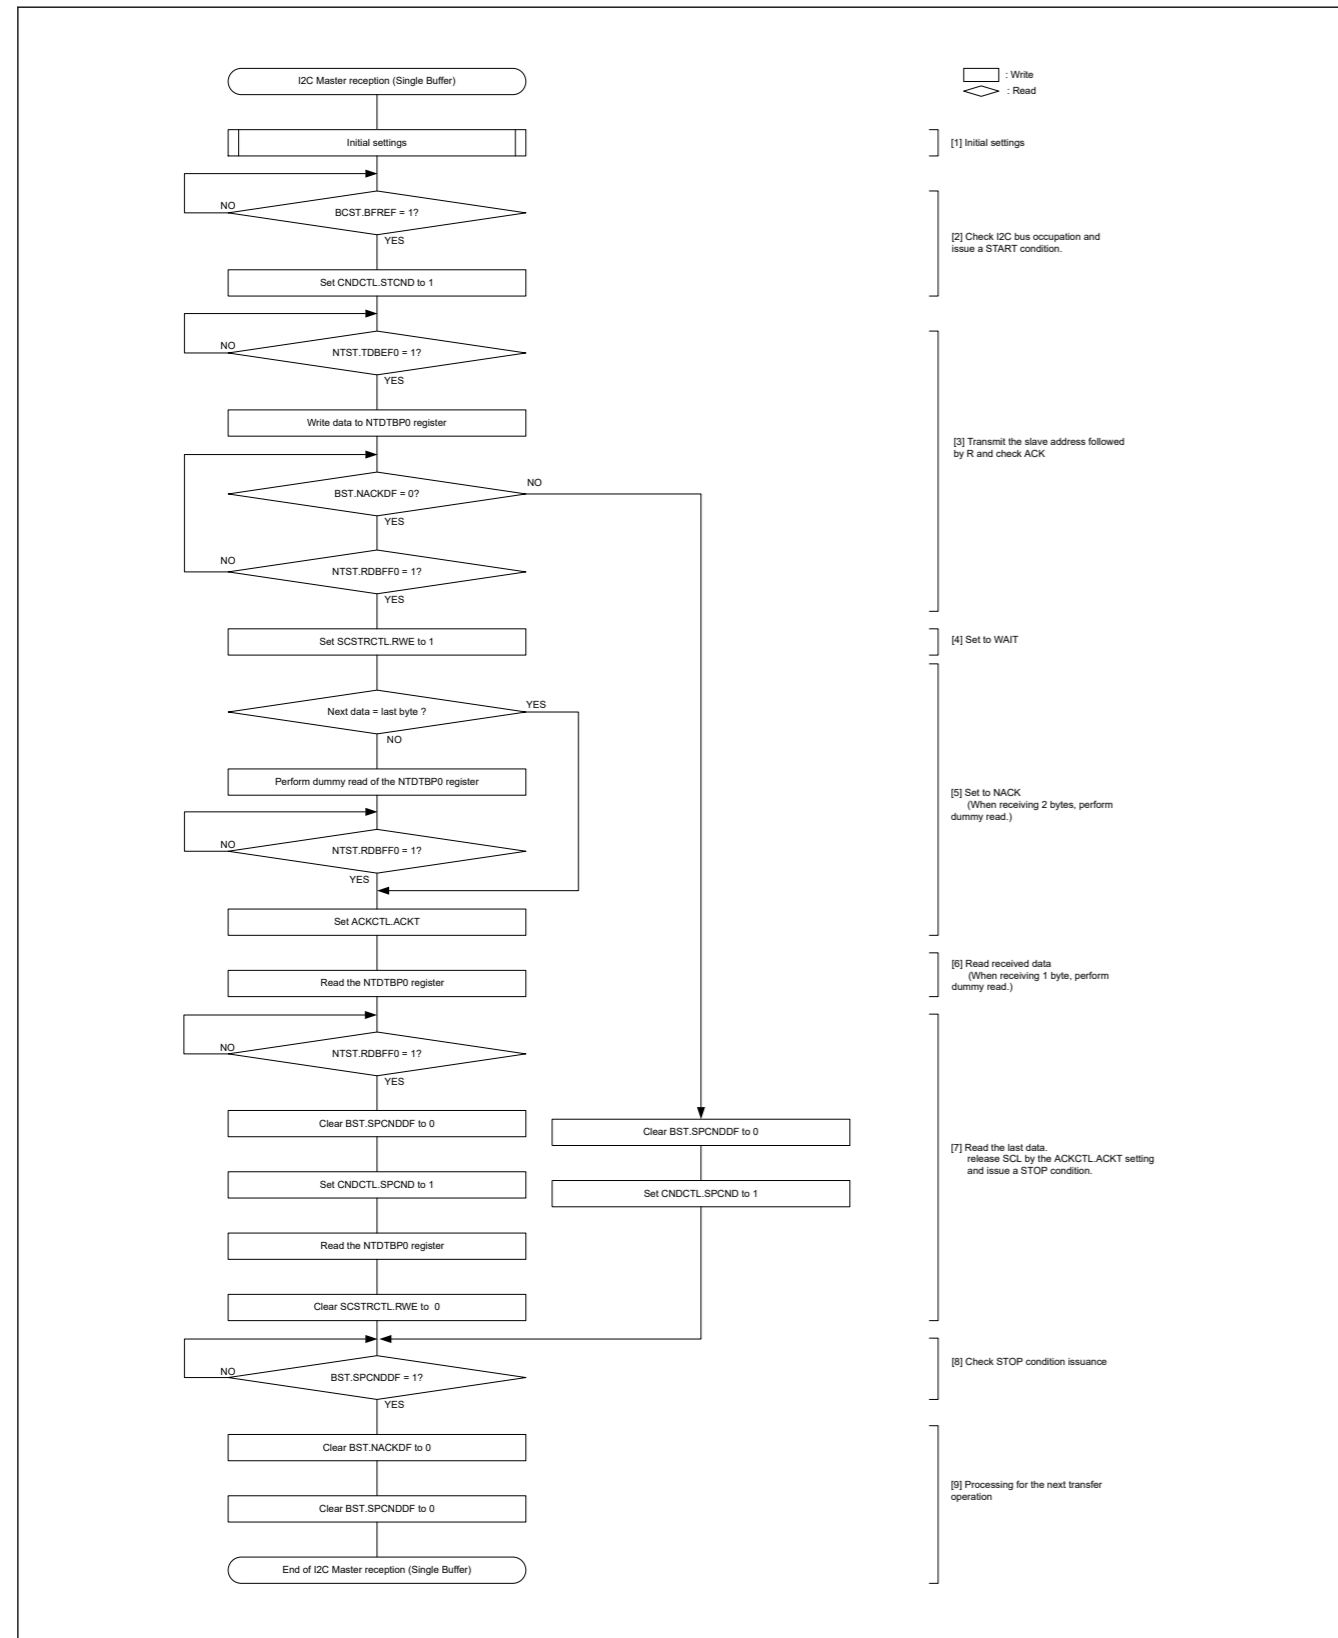 I2C Master reception (Single Buffer)
: Write
: Read
Initial settings
[1] Initial settings
NO
BCST.BFREF = 1?
YES
[2] Check I2C bus occupation and
issue a START condition.
Set CNDCTL.STCND to 1
NO
NTST.TDBEF0 = 1?
YES
Write data to NTDTBP0 register
[3] Transmit the slave address followed
by R and check ACK
BST.NACKDF = 0?
NO
YES
NO
NTST.RDBFF0 = 1?
YES
Set SCSTRCTL.RWE to 1
[4] Set to WAIT
Next data = last byte ?
YES
NO
Perform dummy read of the NTDTBP0 register
[5] Set to NACK
(When receiving 2 bytes, perform
dummy read.)
NO
NTST.RDBFF0 = 1?
YES
Set ACKCTL.ACKT
[6] Read received data
(When receiving 1 byte, perform
dummy read.)
Read the NTDTBP0 register
NO
NTST.RDBFF0 = 1?
YES
Clear BST.SPCNDDF to 0
Clear BST.SPCNDDF to 0
[7] Read the last data.
release SCL by the ACKCTL.ACKT setting
and issue a STOP condition.
Set CNDCTL.SPCND to 1
Set CNDCTL.SPCND to 1
Read the NTDTBP0 register
Clear SCSTRCTL.RWE to  0
[8] Check STOP condition issuance
NO
BST.SPCNDDF = 1?
YES
Clear BST.NACKDF to 0
[9] Processing for the next transfer
operation
Clear BST.SPCNDDF to 0
End of I2C Master reception (Single Buffer)